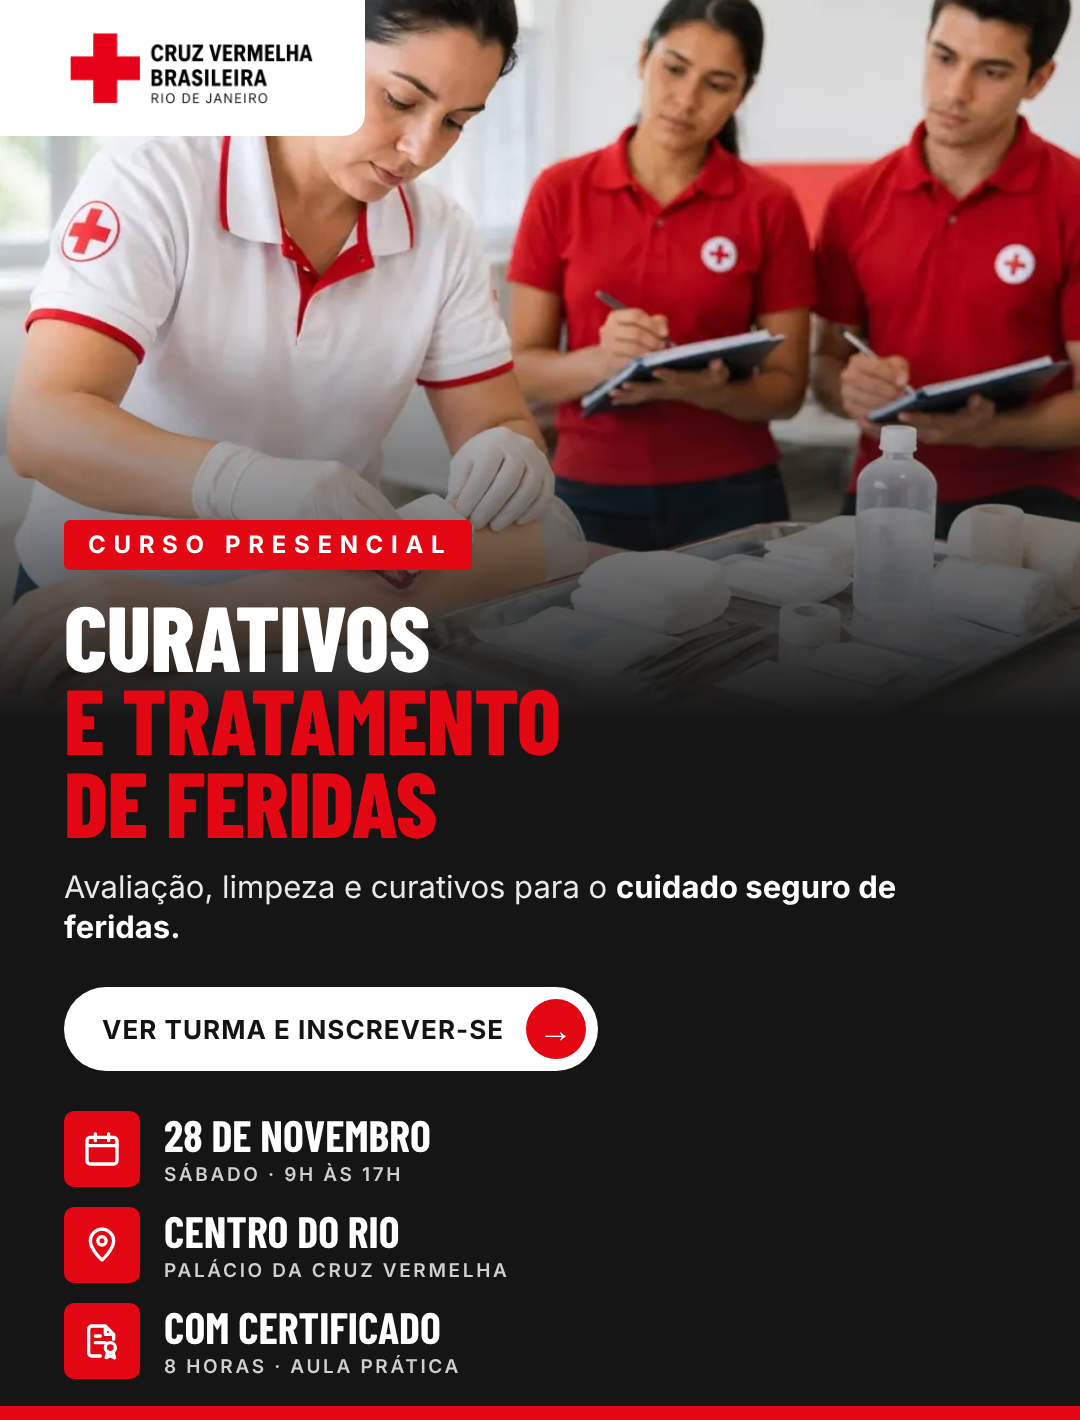 CRUZ VERMELHA
BRASILEIRA
RIO DE JANEIRO
CURSO PRESENCIAL
CURATIVOS
E TRATAMENTO
DE FERIDAS
Avaliação, limpeza e curativos para o cuidado seguro de
feridas.
VER TURMA E INSCREVER-SE →
28 DE NOVEMBRO
SÁBADO · 9H ÀS 17H
CENTRO DO RIO
PALÁCIO DA CRUZ VERMELHA
COM CERTIFICADO
8 HORAS · AULA PRÁTICA